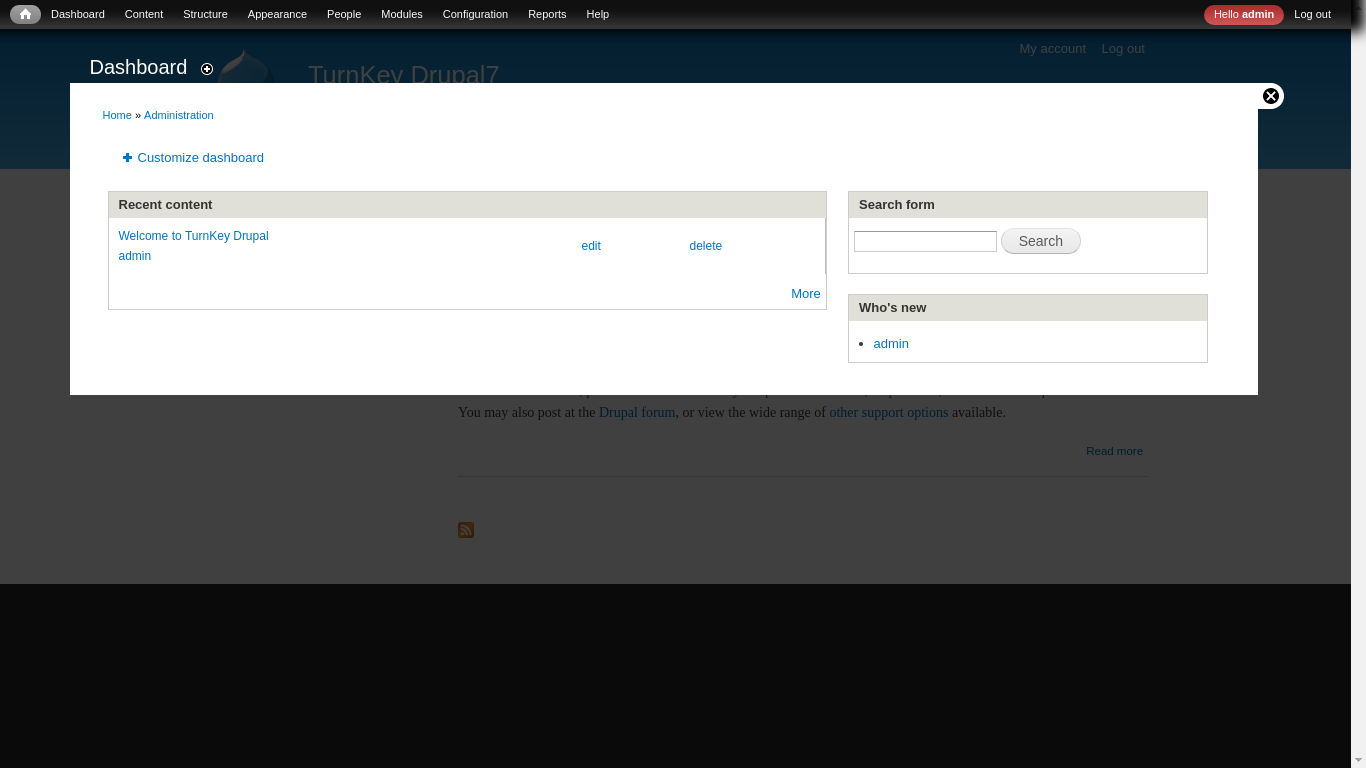 Dashboard Content Structure Appearance People Modules Configuration Reports Help Hello admin Log out
My account Log out
Dashboard
TurnKey Drupal7
Home » Administration
Customize dashboard
Recent content
Welcome to TurnKey Drupal
admin
edit delete
More
Search form
Search
Who's new
admin
You may also post at the Drupal forum, or view the wide range of other support options available.
Read more